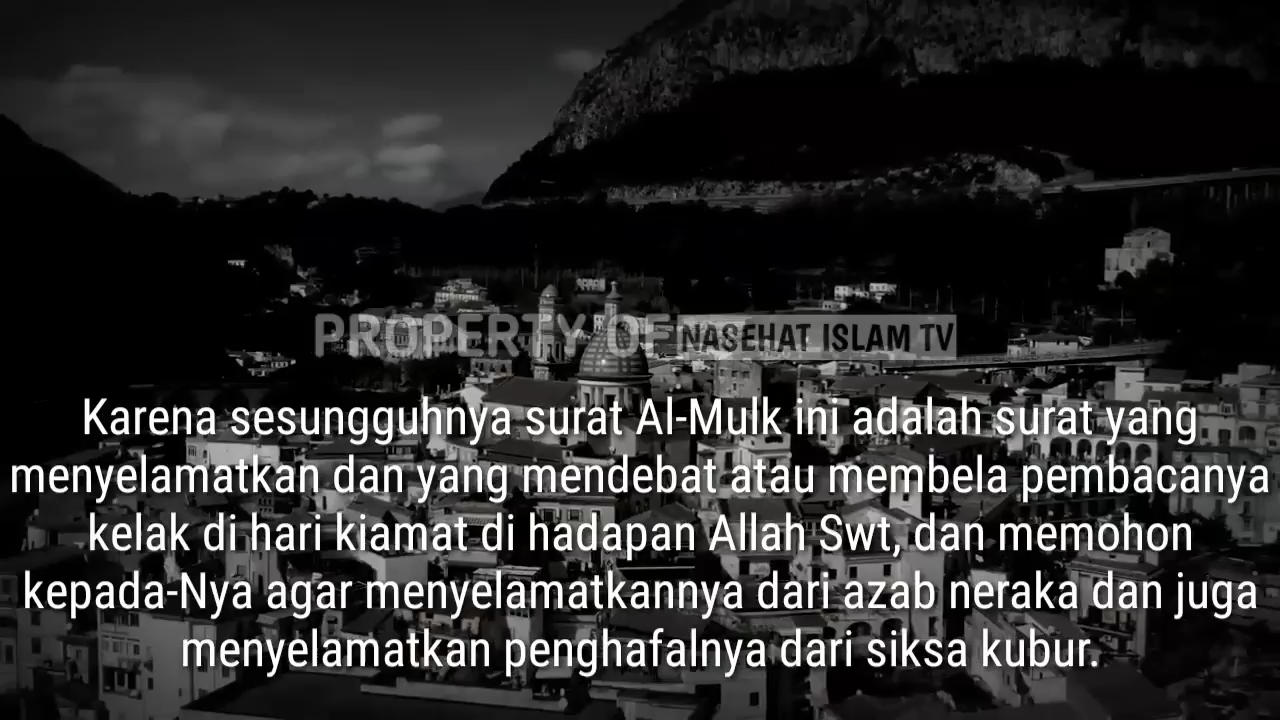 PROPERTY OF NASEHAT ISLAM TV
Karena sesungguhnya surat Al-Mulk ini adalah surat yang
menyelamatkan dan yang mendebat atau membela pembacanya
kelak di hari kiamat di hadapan Allah Swt, dan memohon
kepada-Nya agar menyelamatkannya dari azab neraka dan juga
menyelamatkan penghafalnya dari siksa kubur.